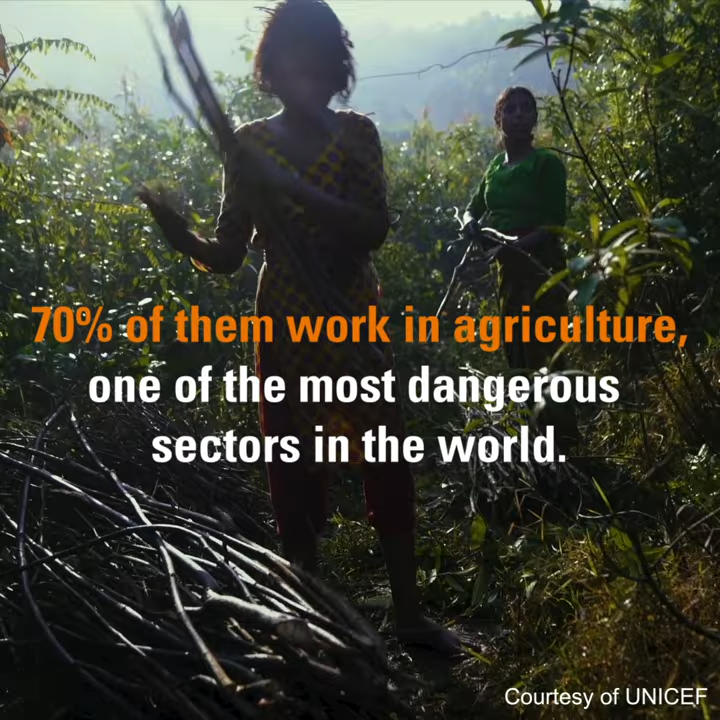 70% of them work in agriculture,
one of the most dangerous
sectors in the world.
Courtesy of UNICEF